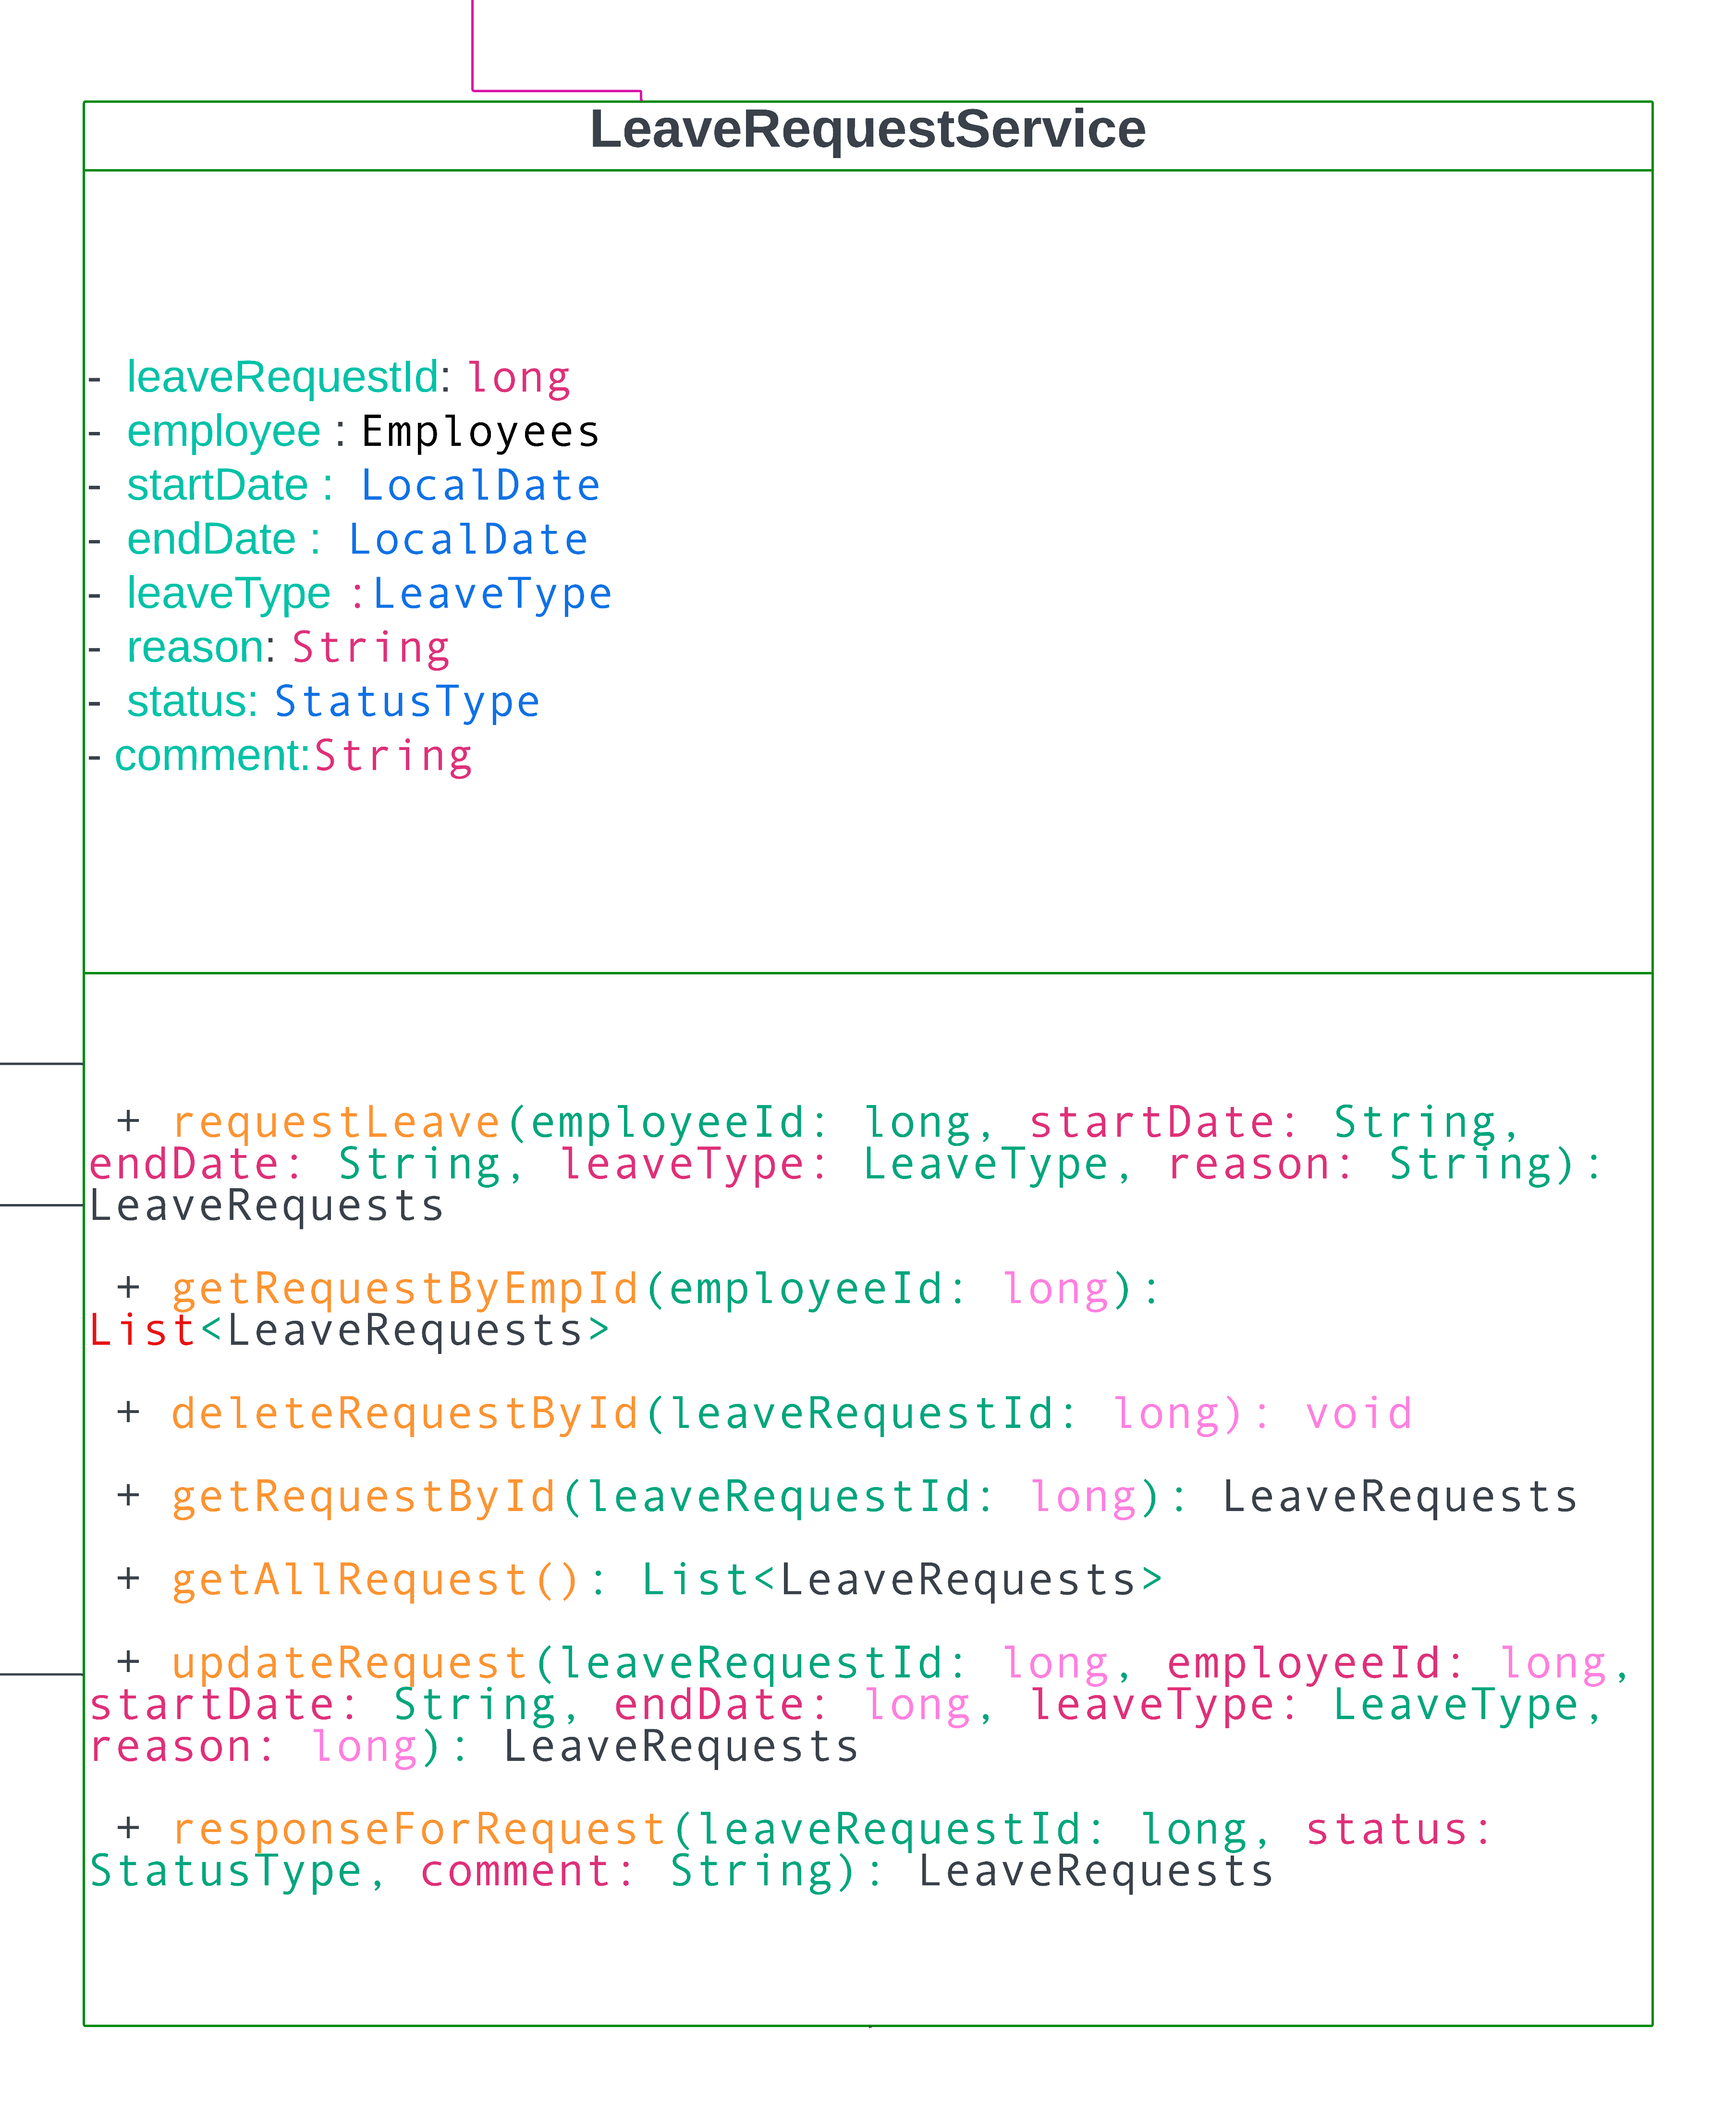 LeaveRequestService
- leaveRequestId: long
- employee : Employees
- startDate : LocalDate
- endDate : LocalDate
- leaveType :LeaveType
- reason: String
- status: StatusType
- comment:String
+ requestLeave(employeeId: long, startDate: String,
endDate: String, leaveType: LeaveType, reason: String):
LeaveRequests
+ getRequestByEmpId(employeeId: long):
List<LeaveRequests>
+ deleteRequestById(leaveRequestId: long): void
+ getRequestById(leaveRequestId: long): LeaveRequests
+ getAllRequest(): List<LeaveRequests>
+ updateRequest(leaveRequestId: long, employeeId: long,
startDate: String, endDate: long, leaveType: LeaveType,
reason: long): LeaveRequests
+ responseForRequest(leaveRequestId: long, status:
StatusType, comment: String): LeaveRequests